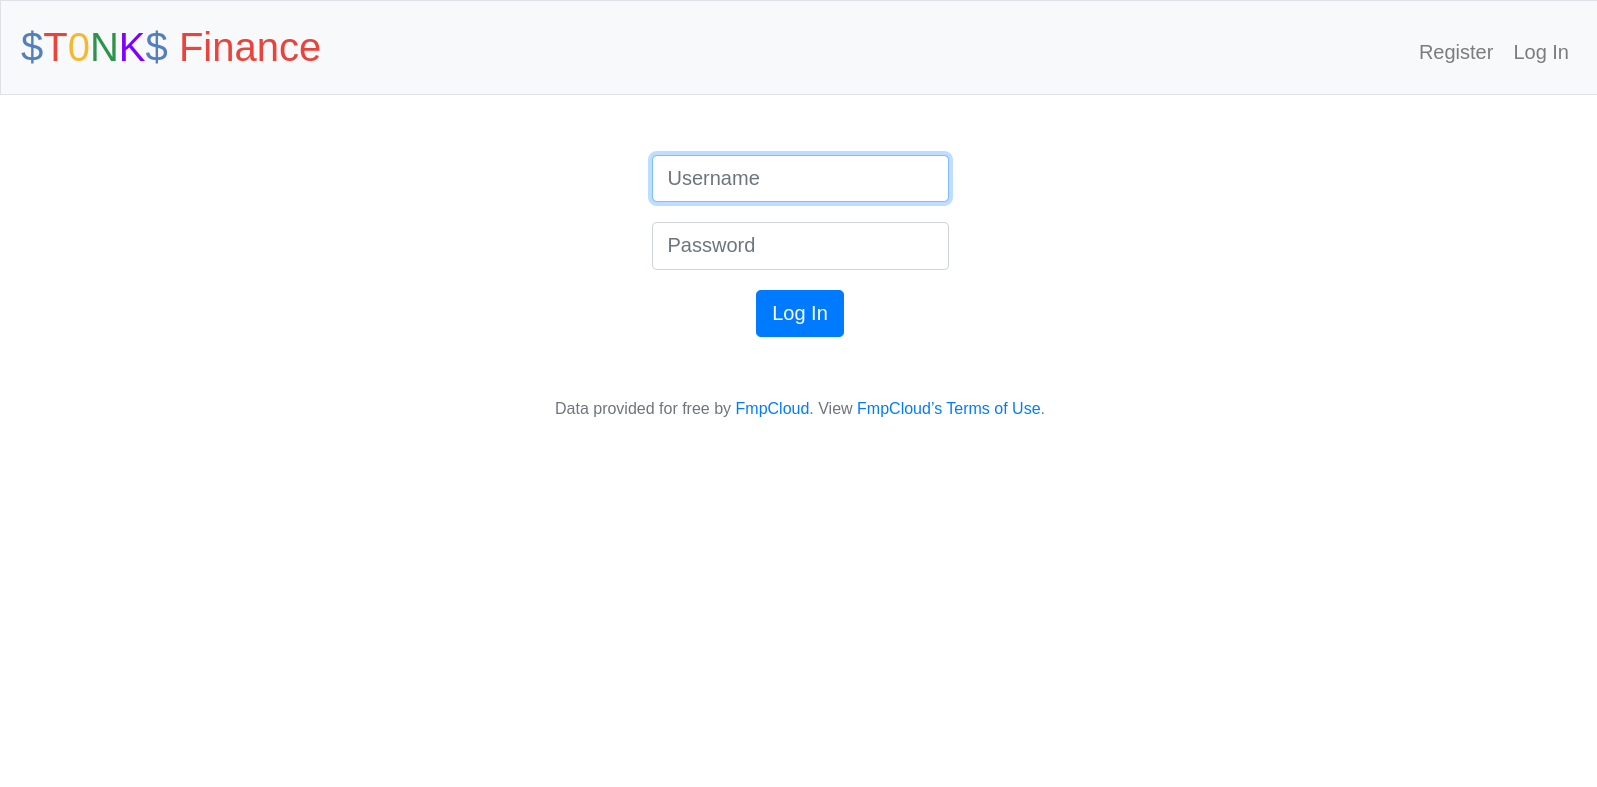 $T0NK$ Finance
Register Log In
Username
Password
Log In
Data provided for free by FmpCloud. View FmpCloud’s Terms of Use.